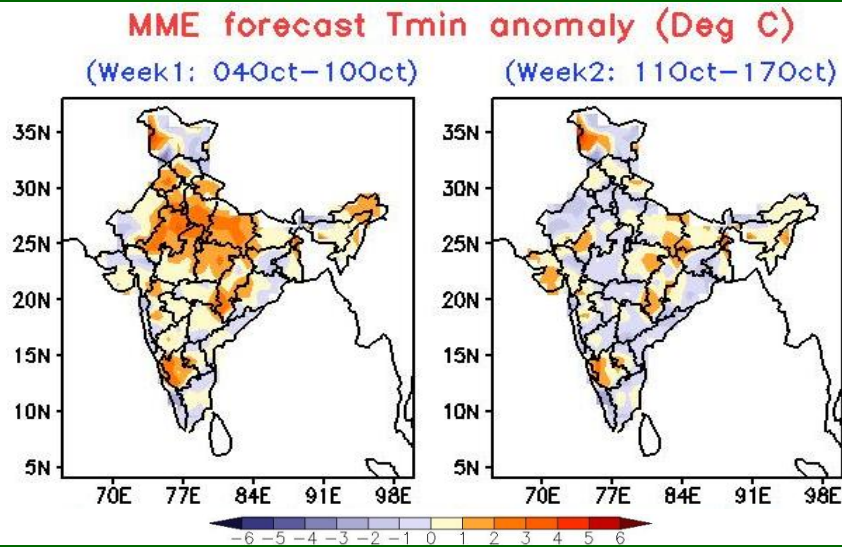 MME forecast Tmin anomaly (Deg C)
(Week1: 04Oct−10Oct) (Week2: 11Oct−17Oct)
35N 35N
30N 30N
25N 25N
20N 20N
15N 15N
10N 10N
5N 5N
70E 77E 84E 91E 98E 70E 77E 84E 91E 98E
−6 −5 −4 −3 −2 −1 0 1 2 3 4 5 6